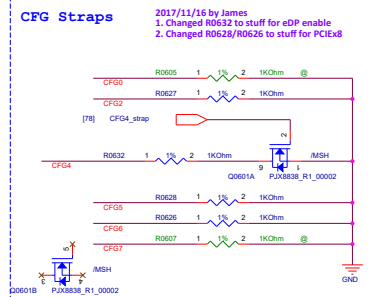 CFG Straps
2017/11/16 by James
1. Changed R0632 to stuff for eDP enable
2. Changed R0628/R0626 to stuff for PCIEx8
R0605 1 1% 2 1KOhm @
CFG0
R0627 1 1% 2 1KOhm
CFG2
[78] CFG4_strap
2
R0632 1 1% 2 1KOhm /MSH
CFG4
6 1
Q0601A PJX8838_R1_00002
R0628 1 1% 2 1KOhm
CFG5
R0626 1 1% 2 1KOhm
CFG6
R0607 1 1% 2 1KOhm @
CFG7
5
/MSH
3 4
GND
Q0601B PJX8838_R1_00002